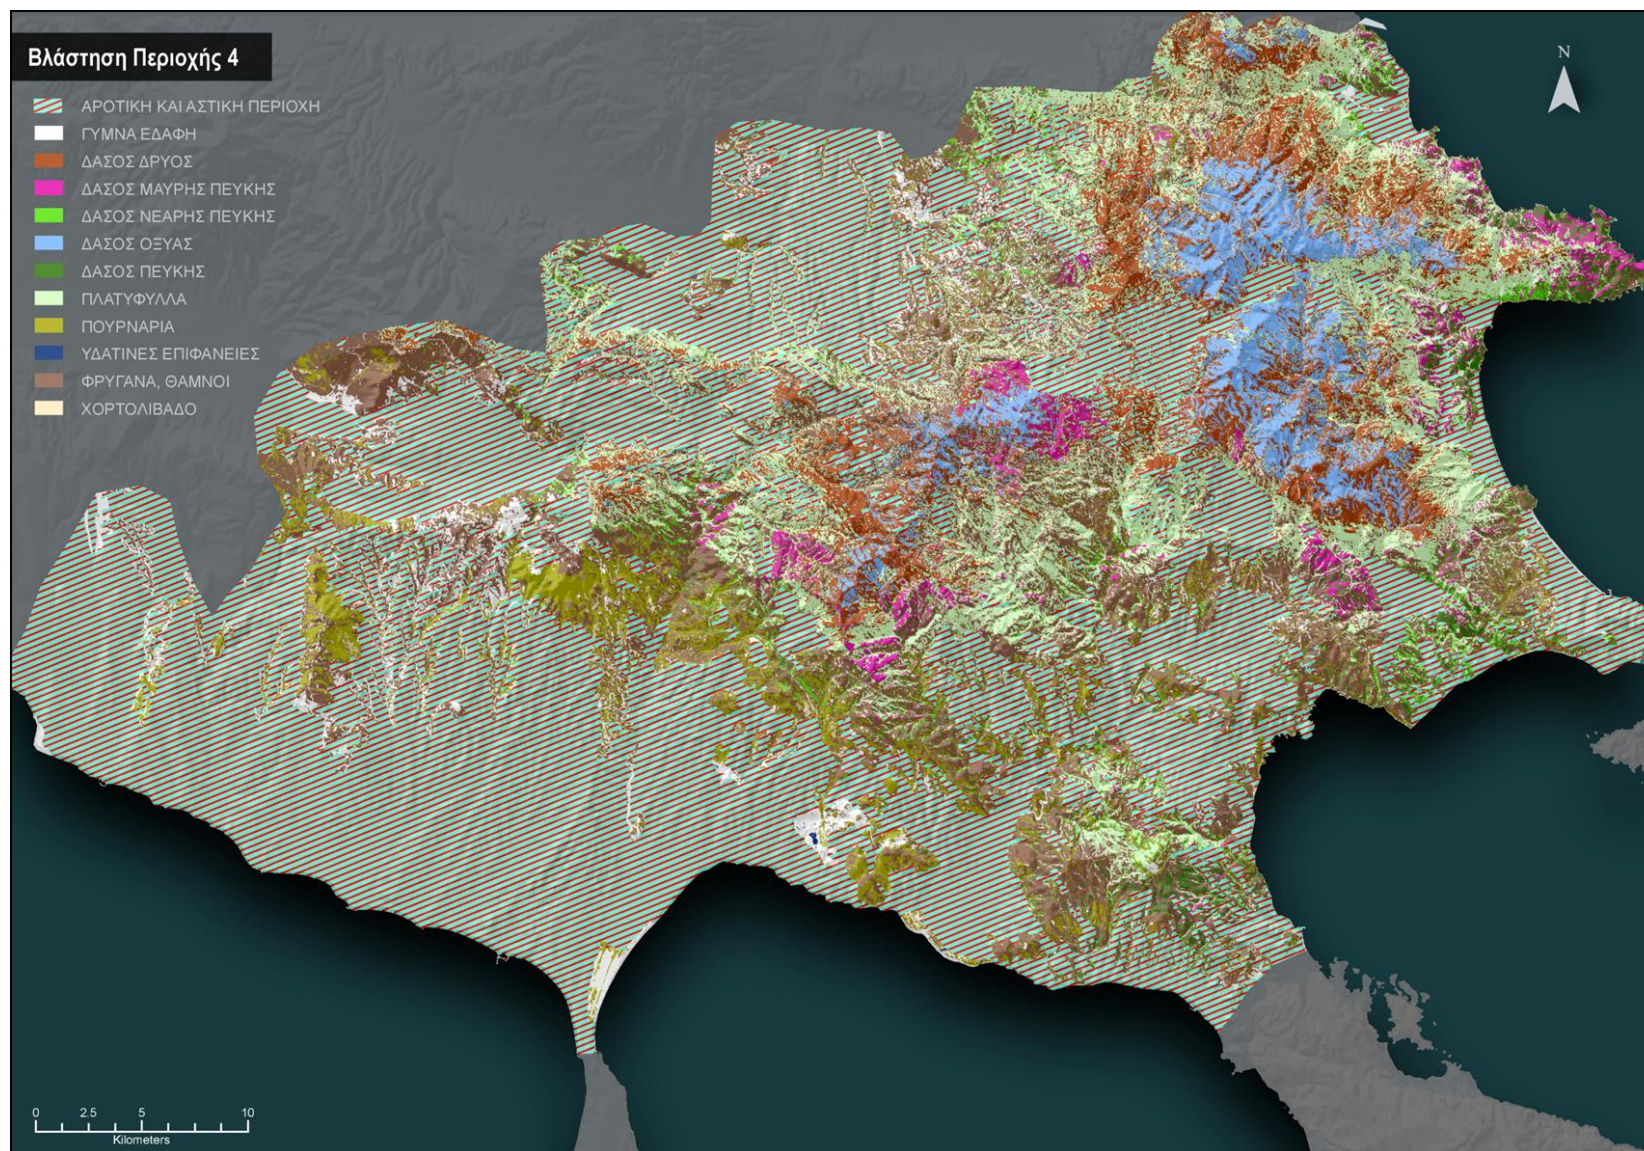 Βλάστηση Περιοχής 4
N
ΑΡΟΤΙΚΗ ΚΑΙ ΑΣΤΙΚΗ ΠΕΡΙΟΧΗ
ΓΥΜΝΑ ΕΔΑΦΗ
ΔΑΣΟΣ ΔΡΥΟΣ
ΔΑΣΟΣ ΜΑΥΡΗΣ ΠΕΥΚΗΣ
ΔΑΣΟΣ ΝΕΑΡΗΣ ΠΕΥΚΗΣ
ΔΑΣΟΣ ΟΞΥΑΣ
ΔΑΣΟΣ ΠΕΥΚΗΣ
ΠΛΑΤΥΦΥΛΛΑ
ΠΟΥΡΝΑΡΙΑ
ΥΔΑΤΙΝΕΣ ΕΠΙΦΑΝΕΙΕΣ
ΦΡΥΓΑΝΑ, ΘΑΜΝΟΙ
ΧΟΡΤΟΛΙΒΑΔΟ
0 2.5 5 10
Kilometers